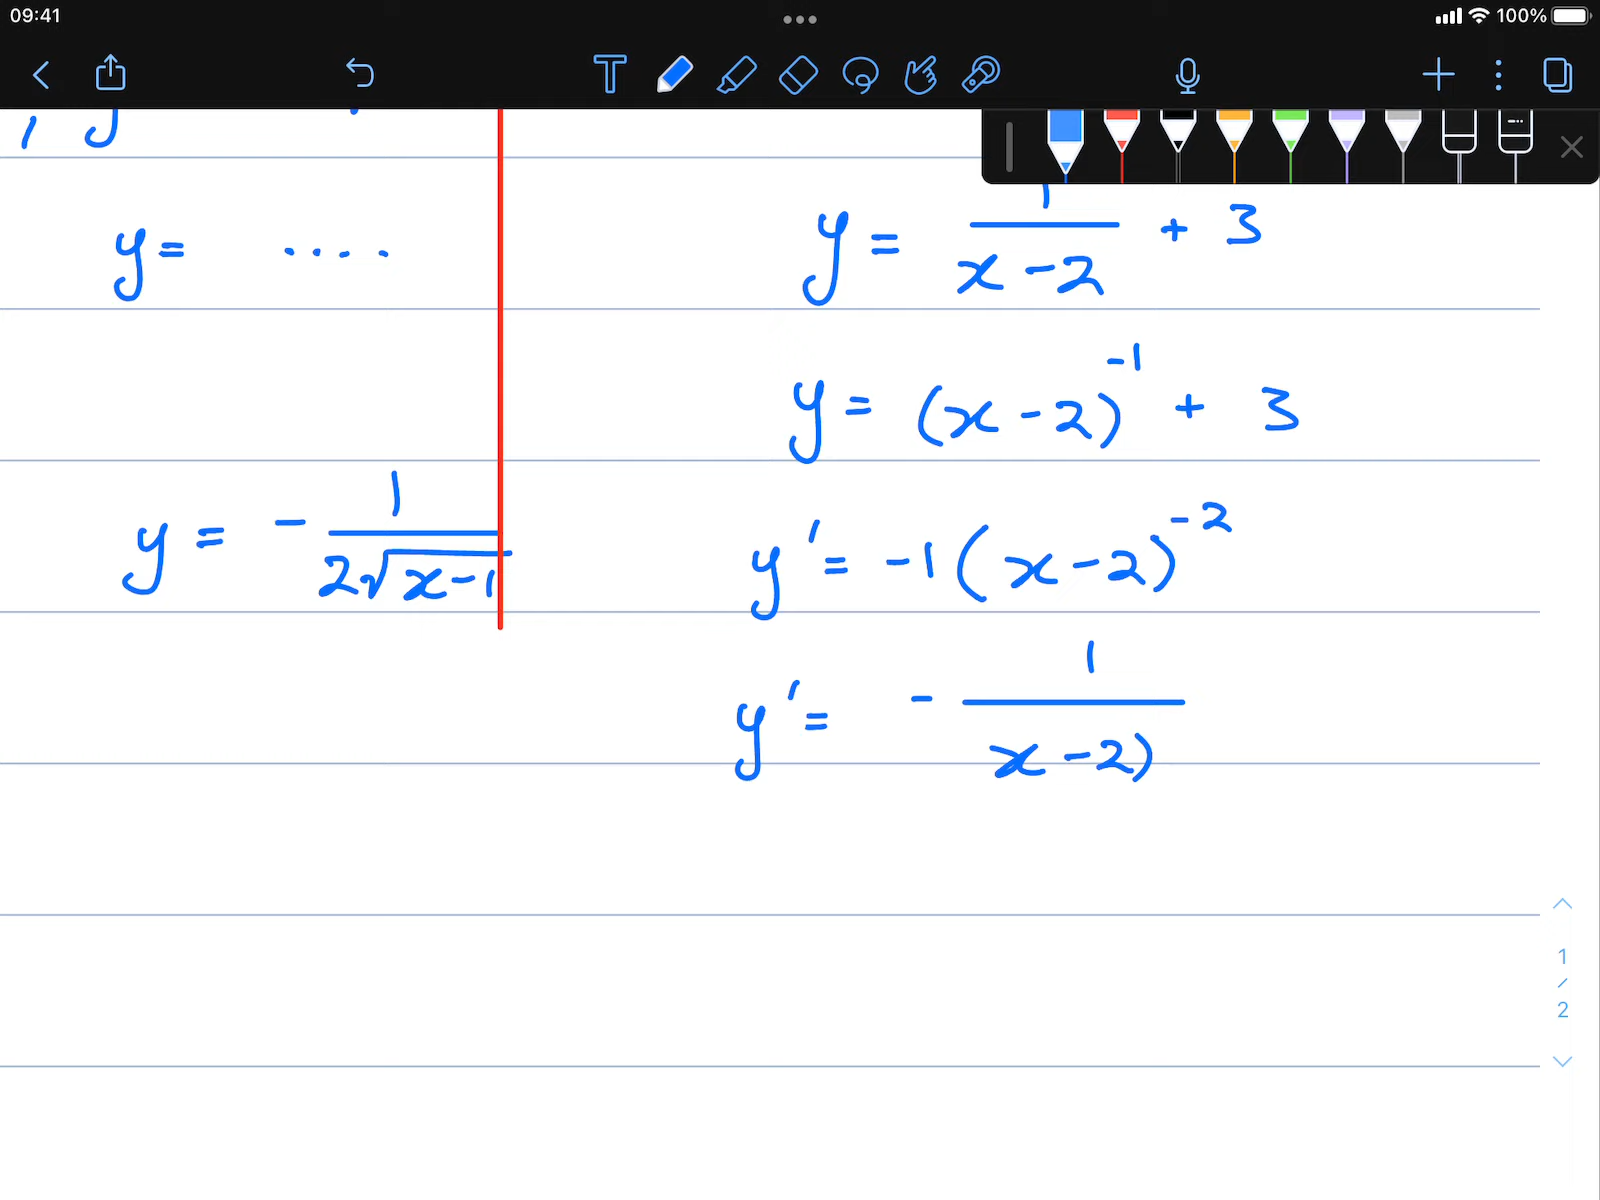 09:41
100%
y = ....
y = - 1 / 2√x-1
y = 1 / x-2 + 3
y = (x-2)^-1 + 3
y' = -1(x-2)^-2
y' = - 1 / x-2)
1 / 2